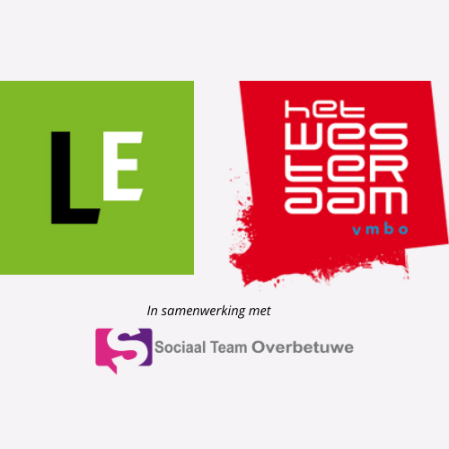 LE
het
wes
ter
aam
vmbo
In samenwerking met
S Sociaal Team Overbetuwe